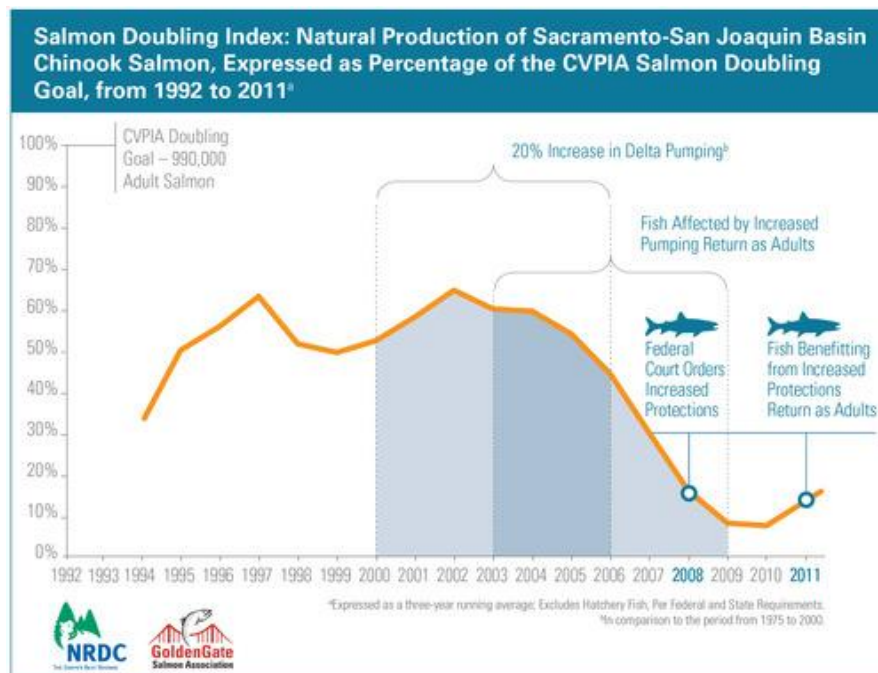 Salmon Doubling Index: Natural Production of Sacramento-San Joaquin Basin
Chinook Salmon, Expressed as Percentage of the CVPIA Salmon Doubling
Goal, from 1992 to 2011ᵃ
100%
90%
80%
70%
60%
50%
40%
30%
20%
10%
0%
CVPIA Doubling
Goal – 990,000
Adult Salmon
20% Increase in Delta Pumpingᵇ
Fish Affected by Increased
Pumping Return as Adults
Federal
Court Orders
Increased
Protections
Fish Benefitting
from Increased
Protections
Return as Adults
1992 1993 1994 1995 1996 1997 1998 1999 2000 2001 2002 2003 2004 2005 2006 2007 2008 2009 2010 2011
ᵃExpressed as a three-year running average; Excludes Hatchery Fish, Per Federal and State Requirements.
ᵇIn comparison to the period from 1975 to 2000.
NRDC
The Earth's Best Defense
GoldenGate
Salmon Association